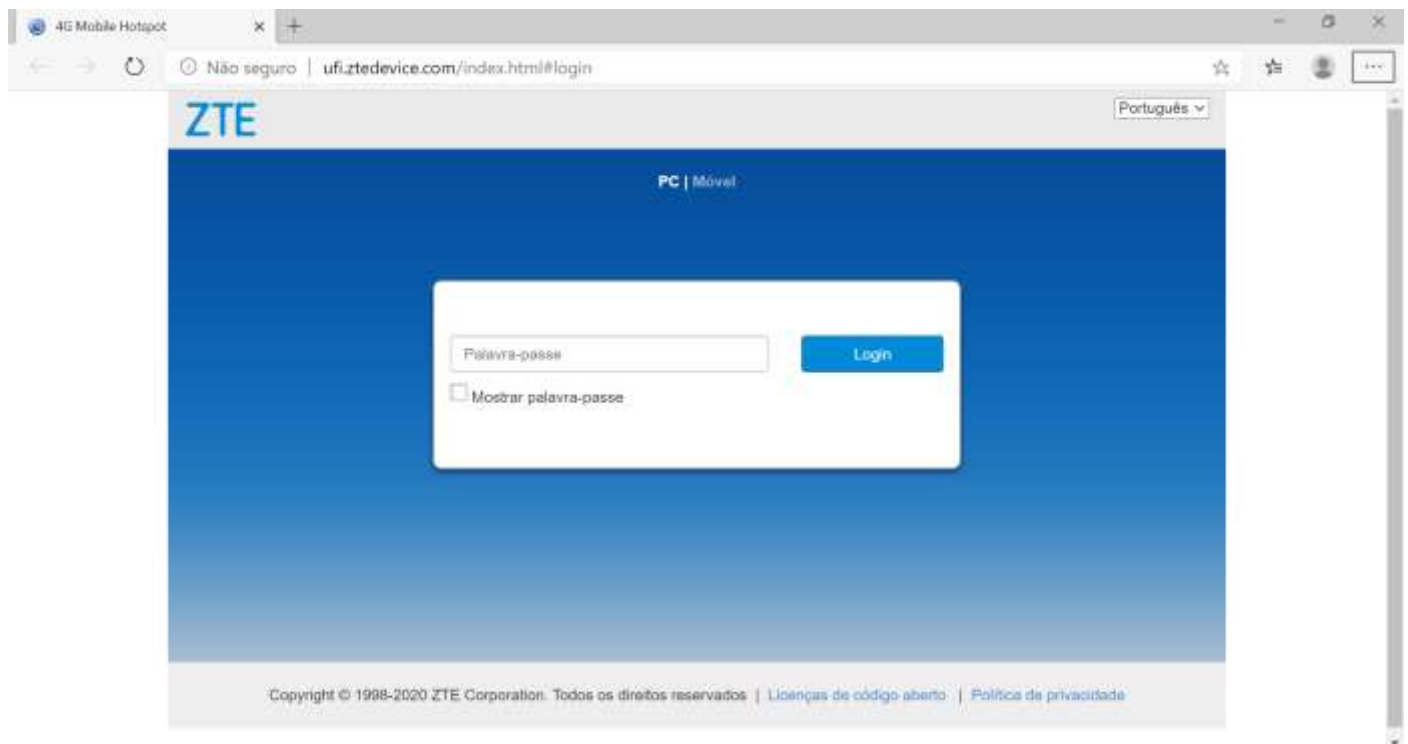 4G Mobile Hotspot
Não seguro | ufi.ztedevice.com/index.html#login
ZTE
Português
PC | Móvel
Palavra-passe
Login
Mostrar palavra-passe
Copyright © 1998-2020 ZTE Corporation. Todos os direitos reservados | Licenças de código aberto | Política de privacidade